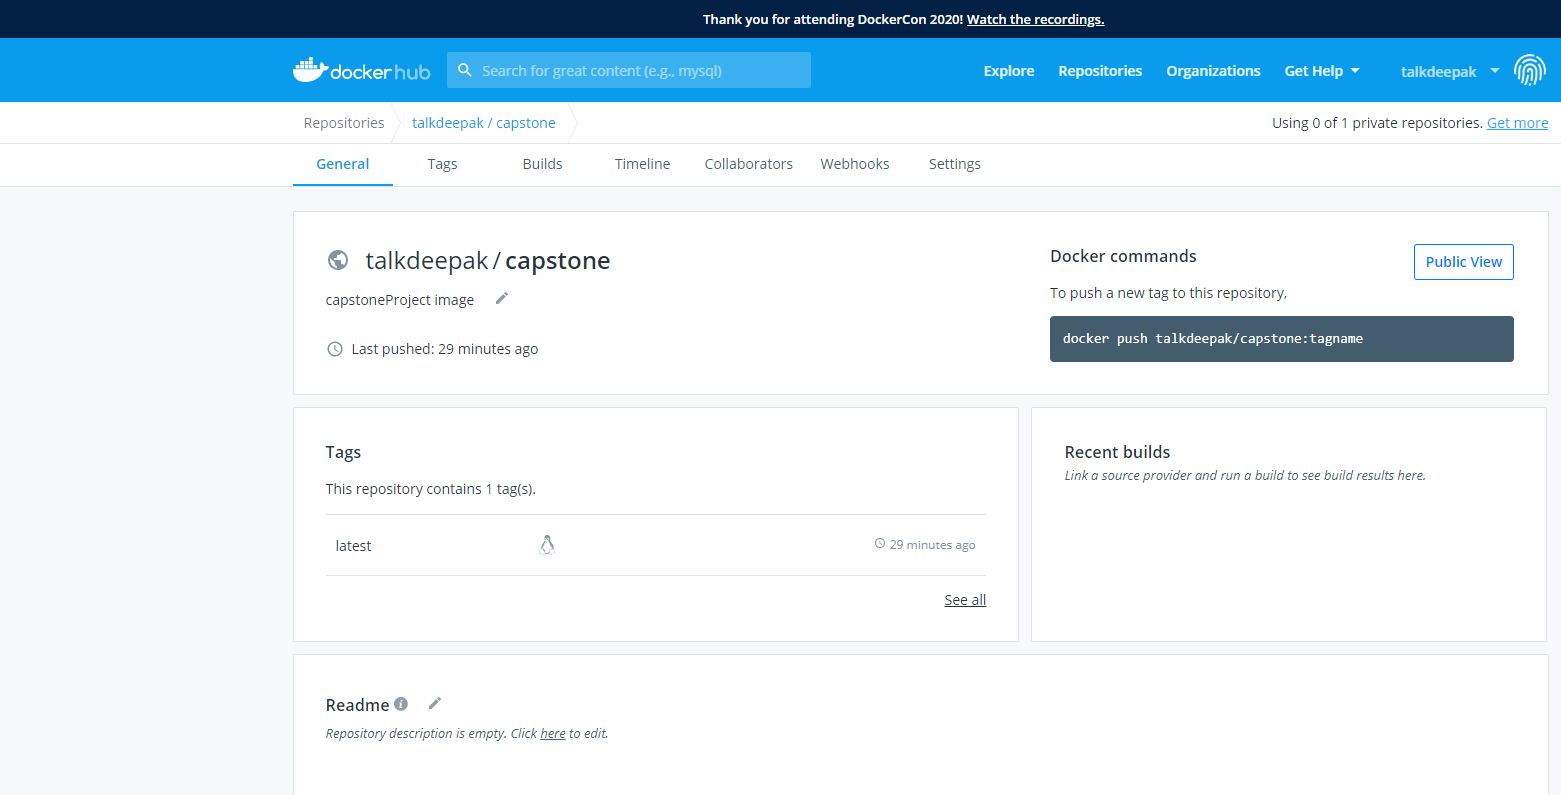 Thank you for attending DockerCon 2020! Watch the recordings.
dockerhub
Search for great content (e.g., mysql)
Explore
Repositories
Organizations
Get Help
talkdeepak
Repositories
talkdeepak / capstone
Using 0 of 1 private repositories. Get more
General
Tags
Builds
Timeline
Collaborators
Webhooks
Settings
talkdeepak / capstone
capstoneProject image
Last pushed: 29 minutes ago
Docker commands
Public View
To push a new tag to this repository,
docker push talkdeepak/capstone:tagname
Tags
This repository contains 1 tag(s).
latest
29 minutes ago
See all
Recent builds
Link a source provider and run a build to see build results here.
Readme
Repository description is empty. Click here to edit.